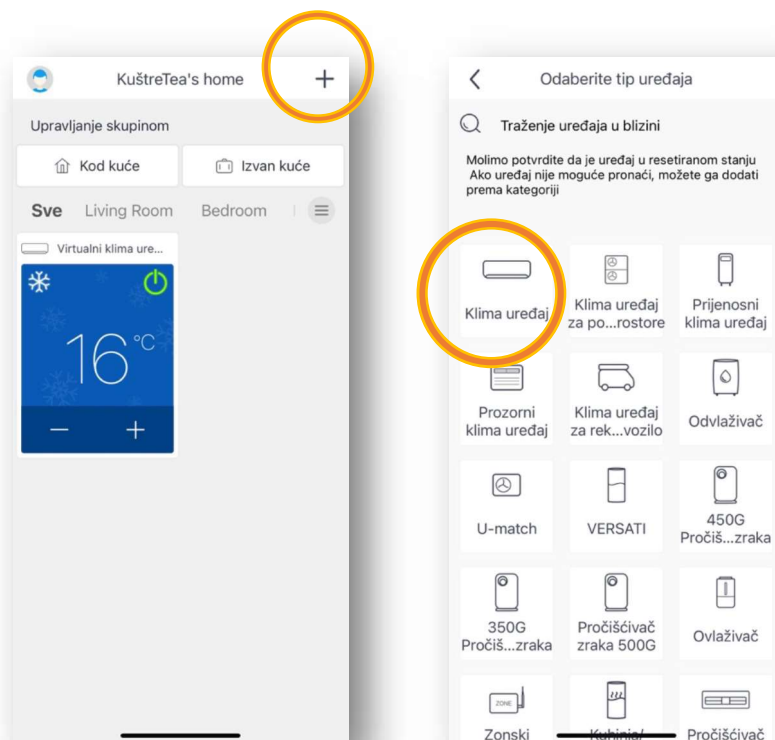 KuštreTea's home
Upravljanje skupinom
Kod kuće
Izvan kuće
Sve Living Room Bedroom
Virtualni klima ure...
16°C
Odaberite tip uređaja
Traženje uređaja u blizini
Molimo potvrdite da je uređaj u resetiranom stanju
Ako uređaj nije moguće pronaći, možete ga dodati
prema kategoriji
Klima uređaj
Klima uređaj
za po...rostore
Prijenosni
klima uređaj
Prozorni
klima uređaj
Klima uređaj
za rek...vozilo
Odvlaživač
U-match
VERSATI
450G
Pročiš...zraka
350G
Pročiš...zraka
Pročišćivač
zraka 500G
Ovlaživač
ZONE
Zonski
Kuhinja/
Pročišćivač